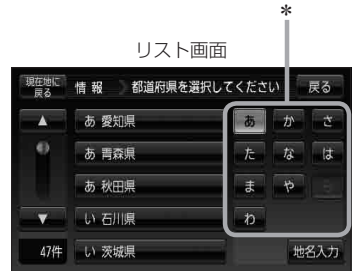 *
リスト画面
現在地に
戻る
情報
都道府県を選択してください
戻る
▲
あ 愛知県
あ 青森県
あ 秋田県
い 石川県
い 茨城県
▼
47件
あ か さ
た な は
ま や
わ
地名入力